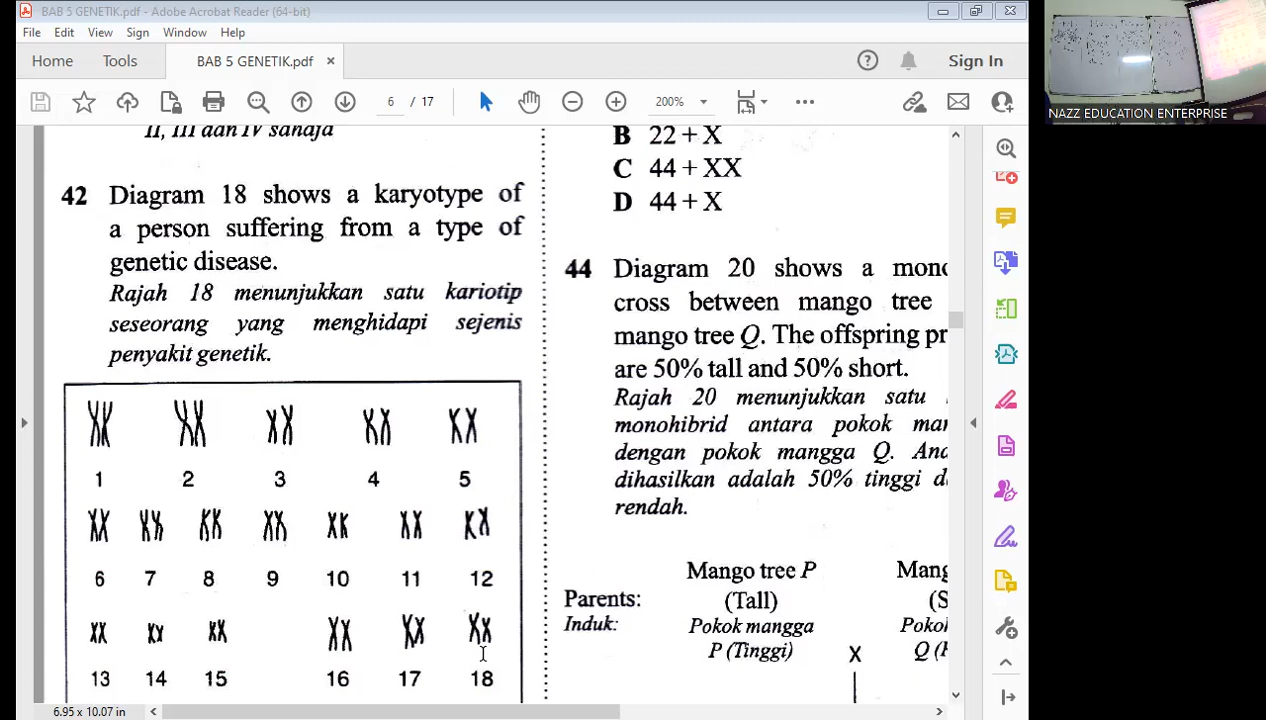 BAB 5 GENETIK.pdf - Adobe Acrobat Reader (64-bit)
File Edit View Sign Window Help
Home Tools BAB 5 GENETIK.pdf × Sign In
6 / 17 200%
II, III dan IV sahaja
42 Diagram 18 shows a karyotype of
a person suffering from a type of
genetic disease.
Rajah 18 menunjukkan satu kariotip
seseorang yang menghidapi sejenis
penyakit genetik.
1 2 3 4 5
6 7 8 9 10 11 12
13 14 15 16 17 18
B 22 + X
C 44 + XX
D 44 + X
44 Diagram 20 shows a mono
cross between mango tree
mango tree Q. The offspring pr
are 50% tall and 50% short.
Rajah 20 menunjukkan satu
monohibrid antara pokok man
dengan pokok mangga Q. Ana
dihasilkan adalah 50% tinggi d
rendah.
Mango tree P Mang
Parents: (Tall) (S
Induk: Pokok mangga Pokok
P (Tinggi) X Q (
6.95 x 10.07 in
NAZZ EDUCATION ENTERPRISE